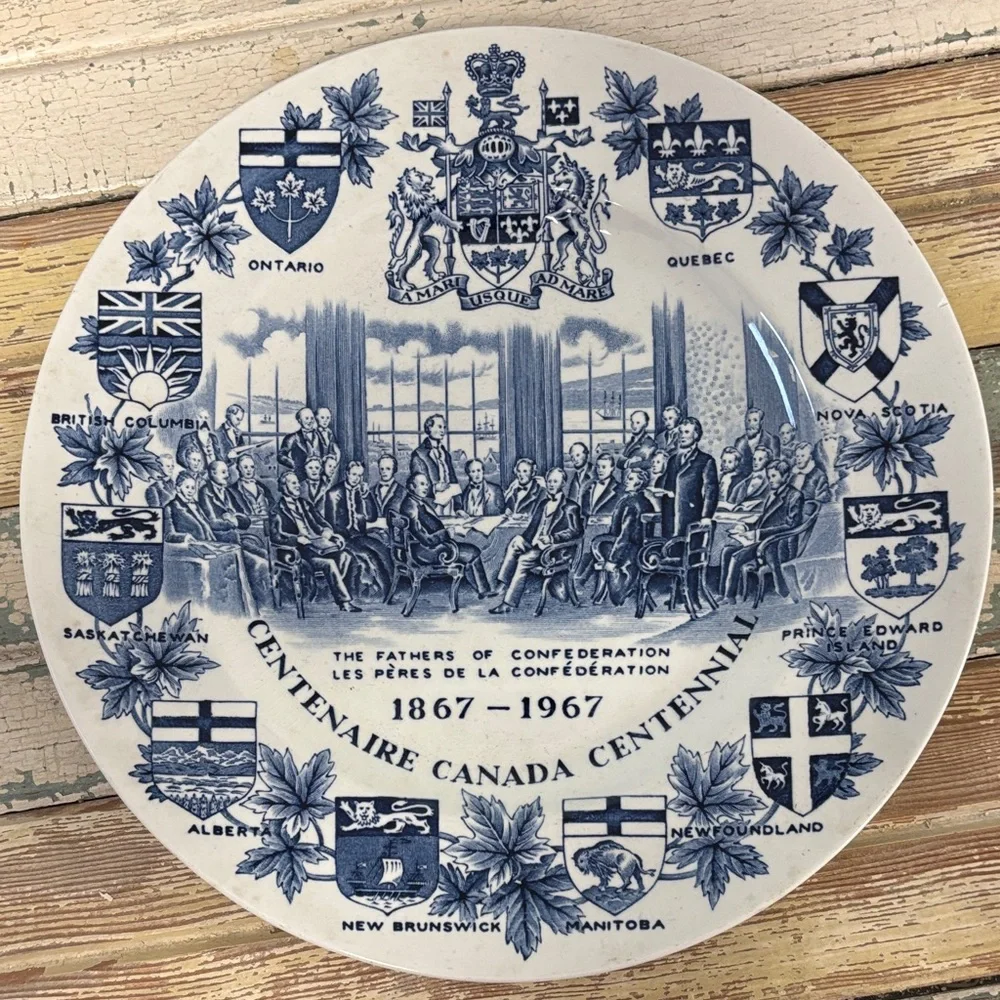 A MARI USQUE AD MARE
ONTARIO
QUEBEC
BRITISH COLUMBIA
NOVA SCOTIA
SASKATCHEWAN
PRINCE EDWARD
ISLAND
THE FATHERS OF CONFEDERATION
LES PÈRES DE LA CONFÉDÉRATION
1867 – 1967
CENTENAIRE CANADA CENTENNIAL
ALBERTA
NEWFOUNDLAND
NEW BRUNSWICK
MANITOBA